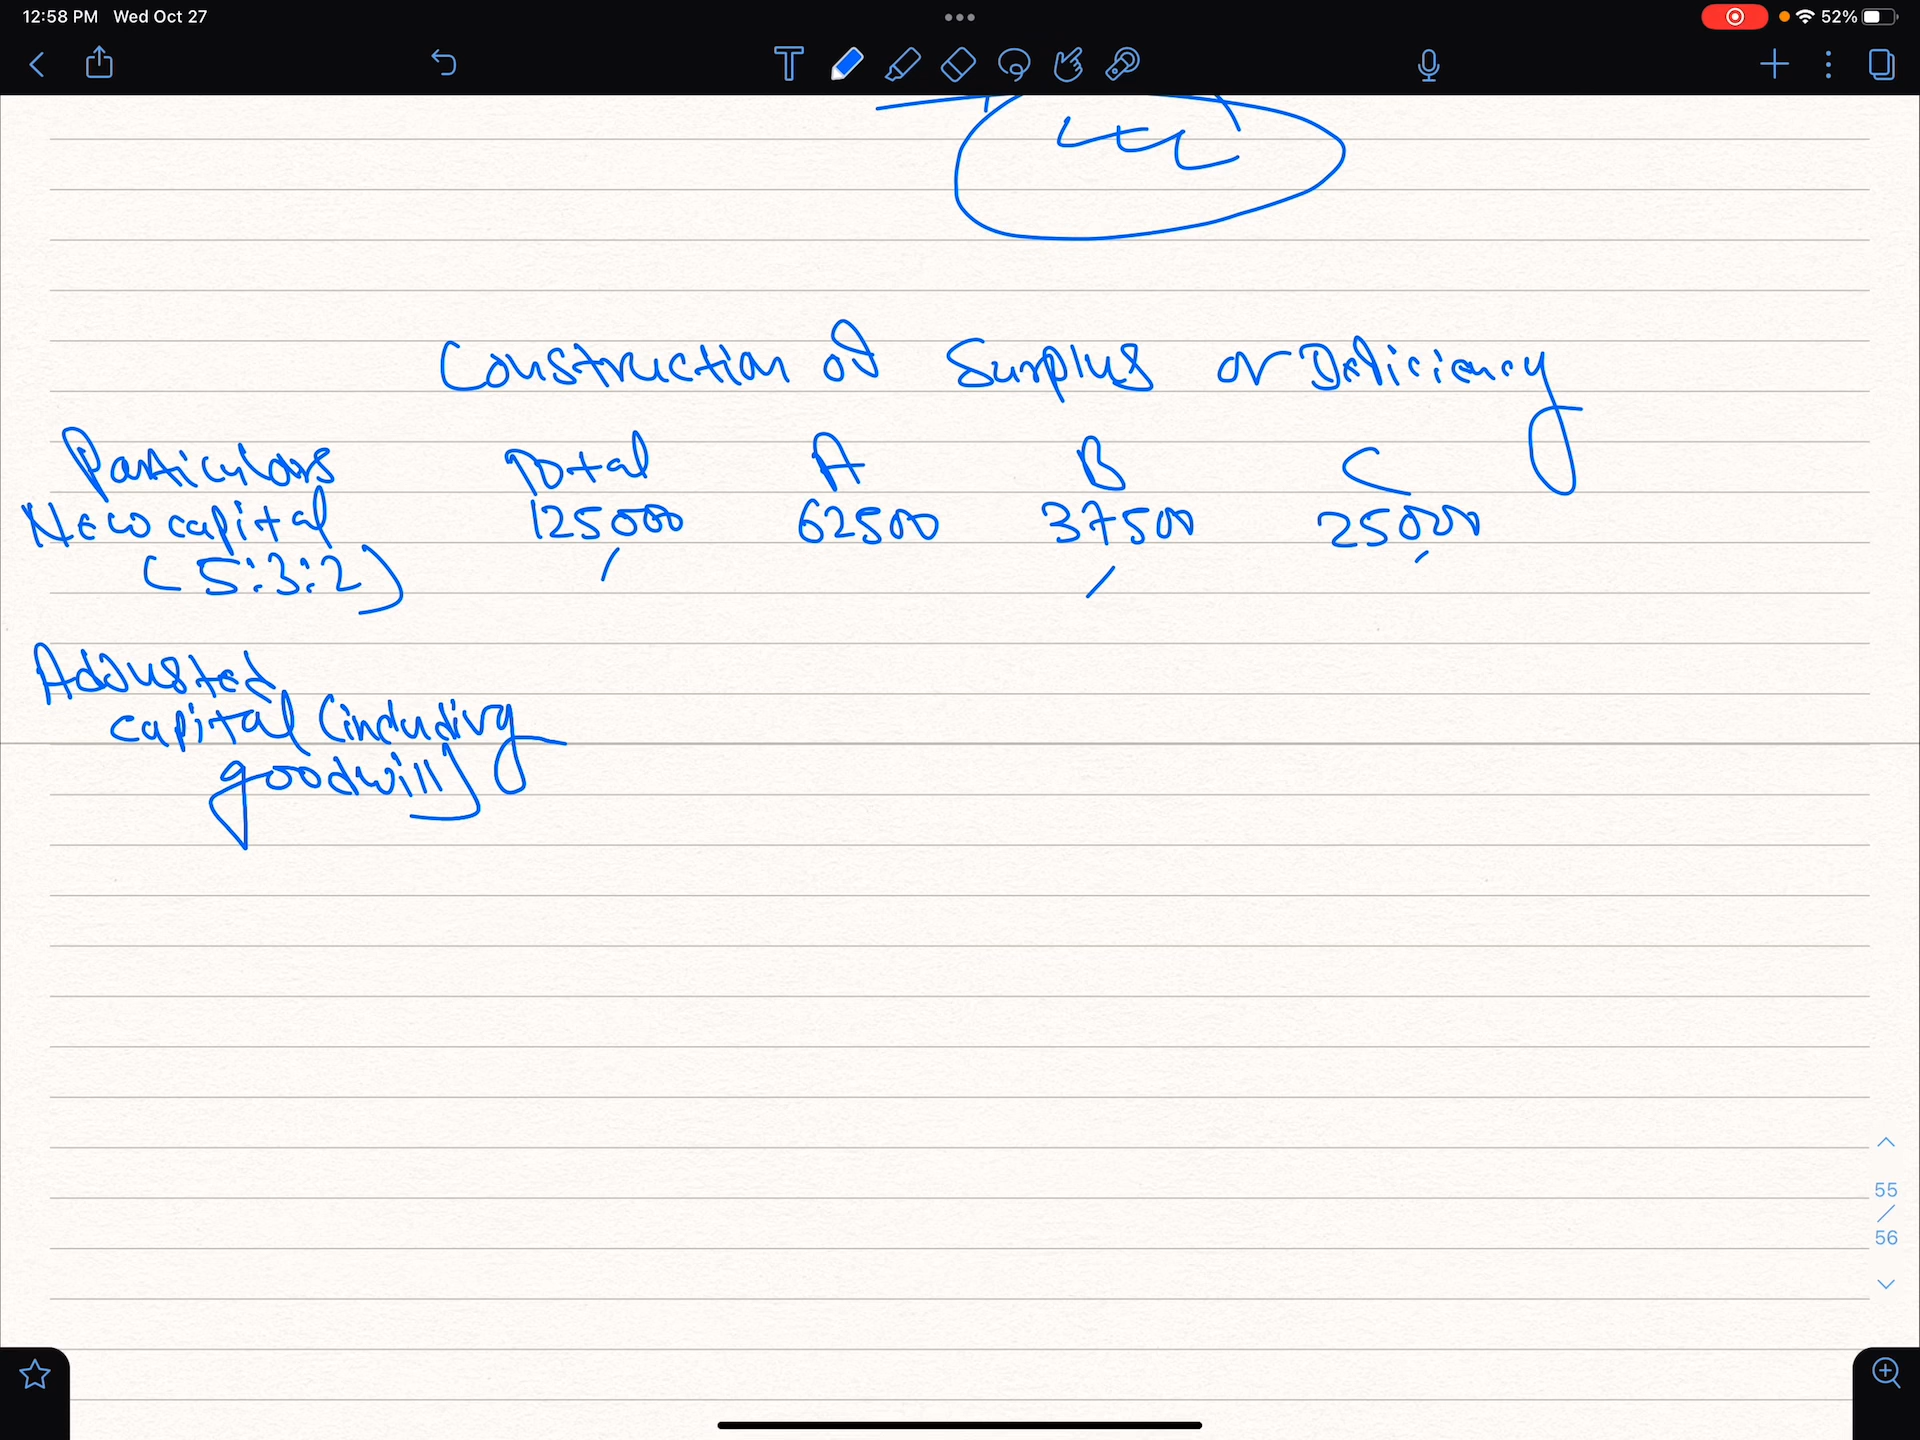 12:58 PM Wed Oct 27
52%
Construction of Surplus or Deficiency
Particulars Total A B C
New capital 125000 62500 37500 25000
(5:3:2)
Adjusted
capital (including
goodwill)
55
/
56